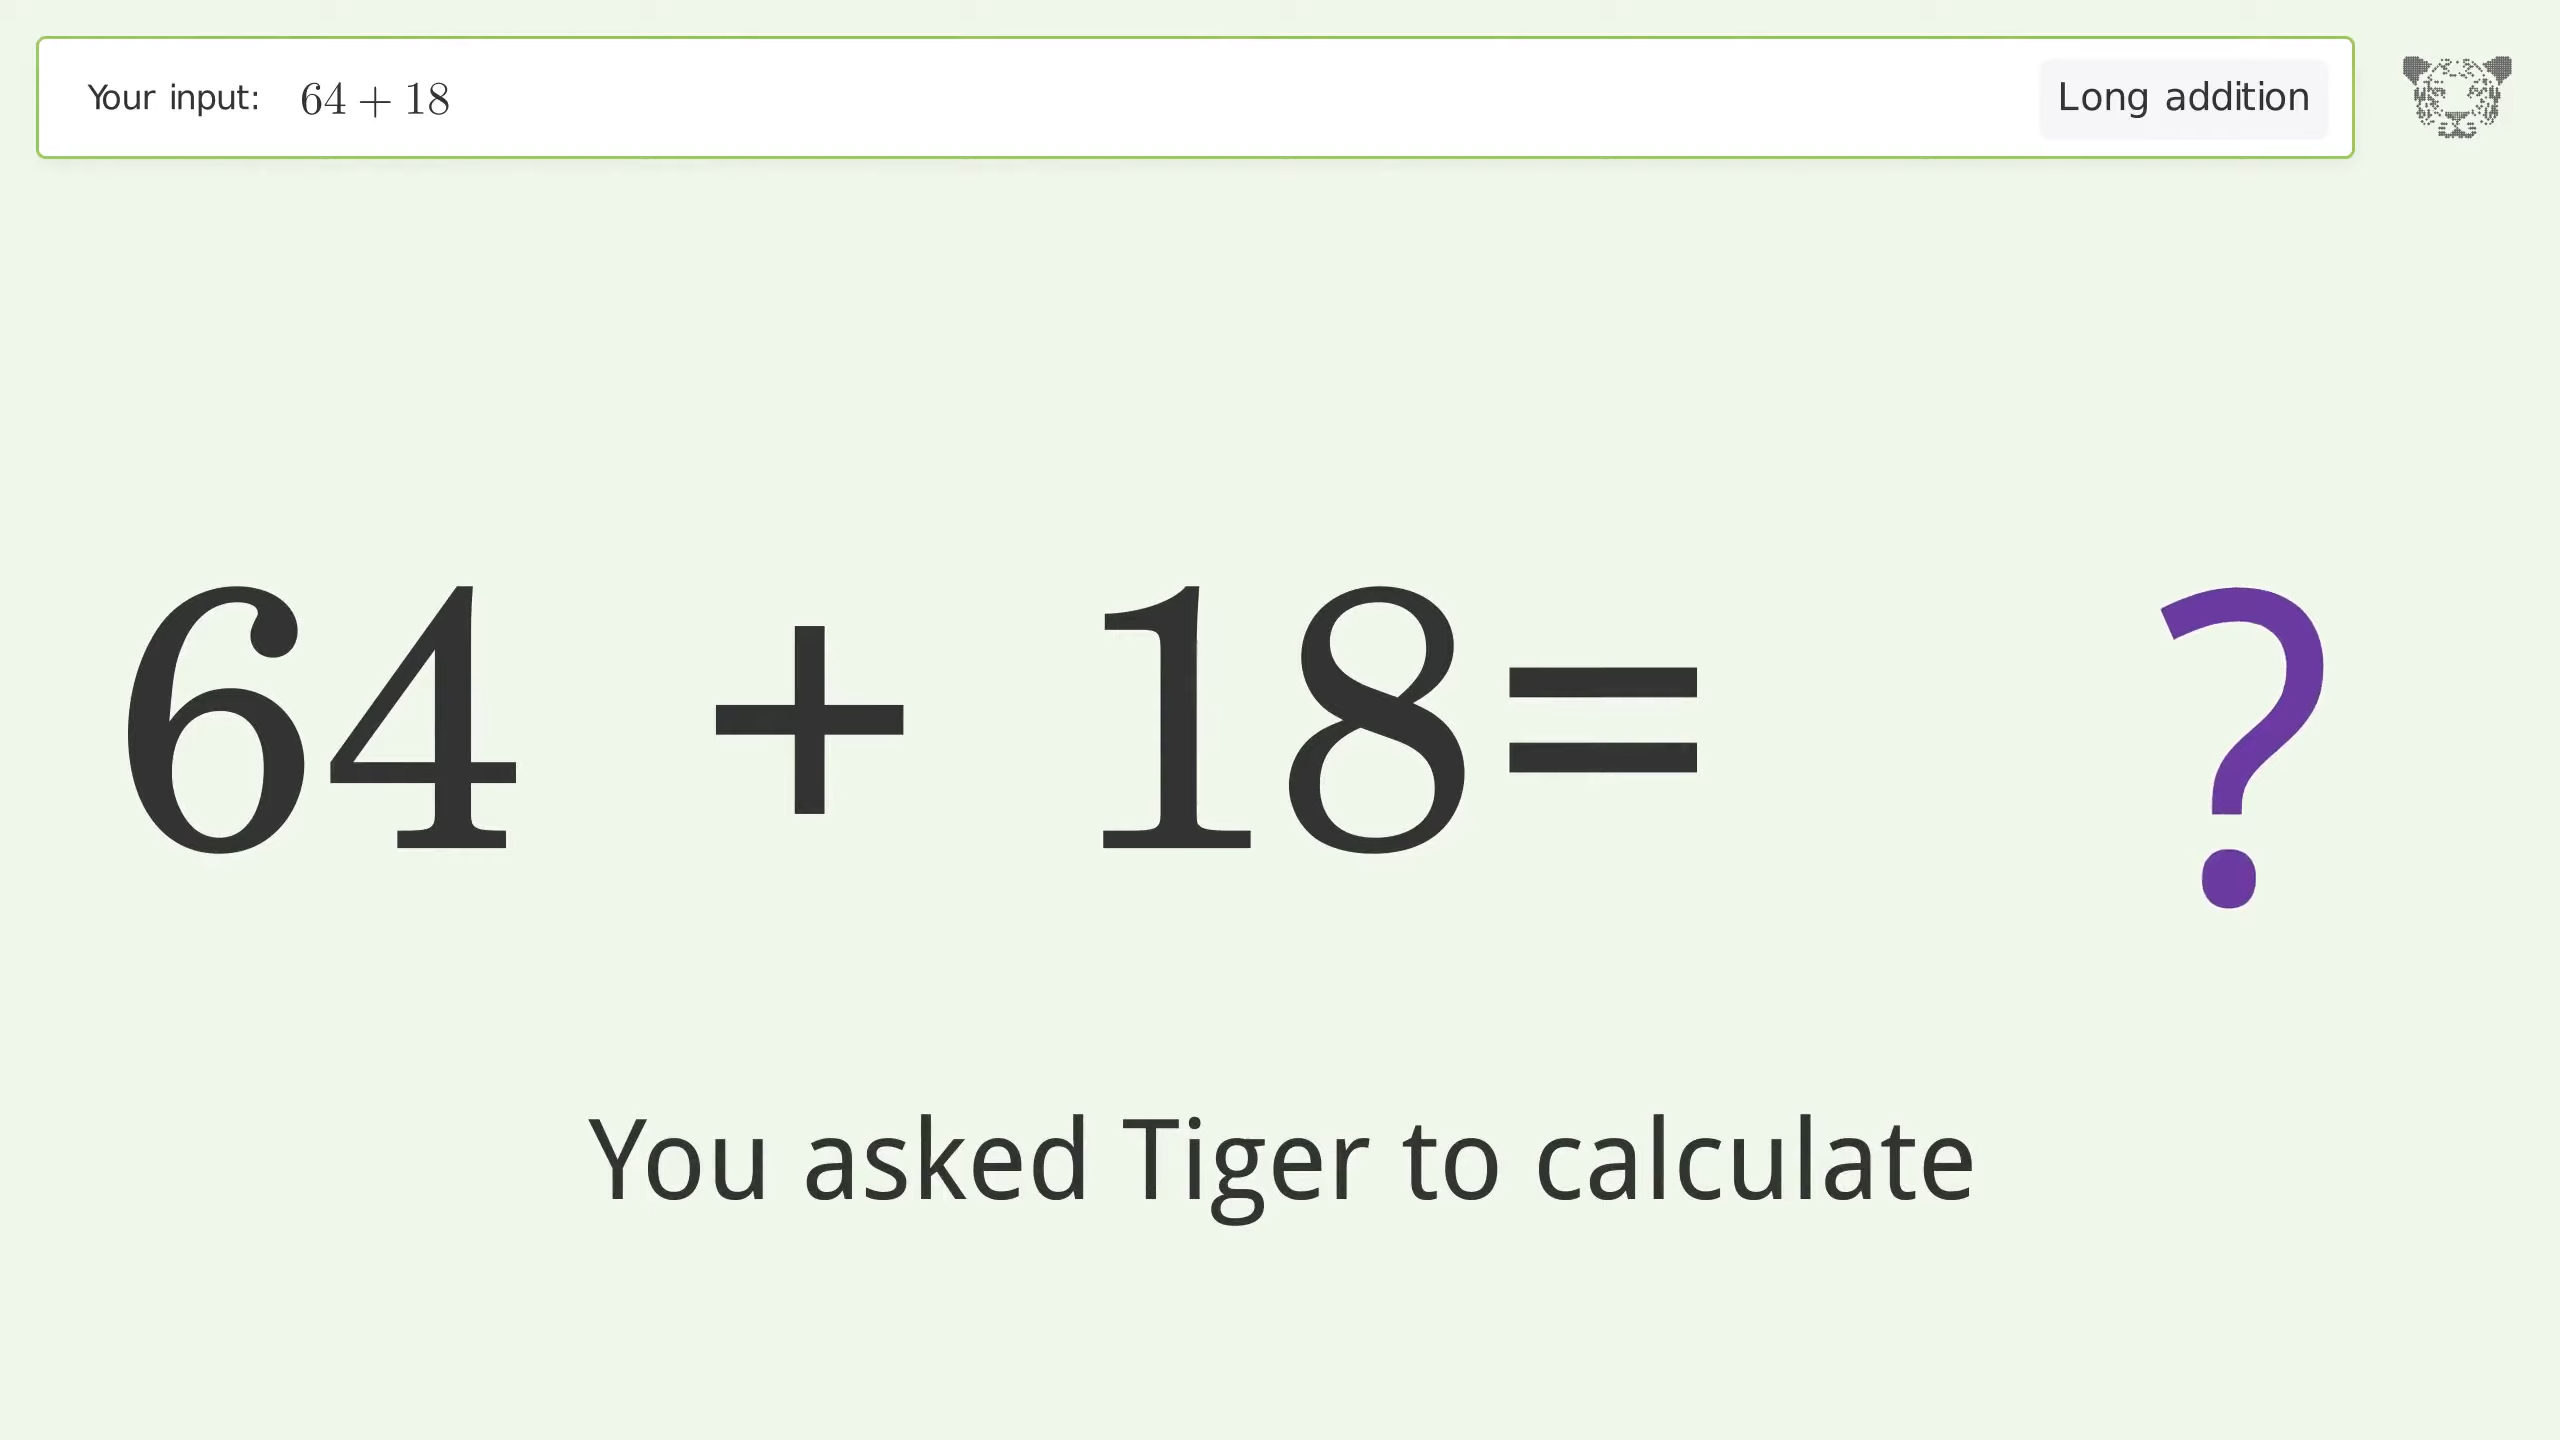 Your input: 64 + 18 Long addition
64 + 18 = ?
You asked Tiger to calculate